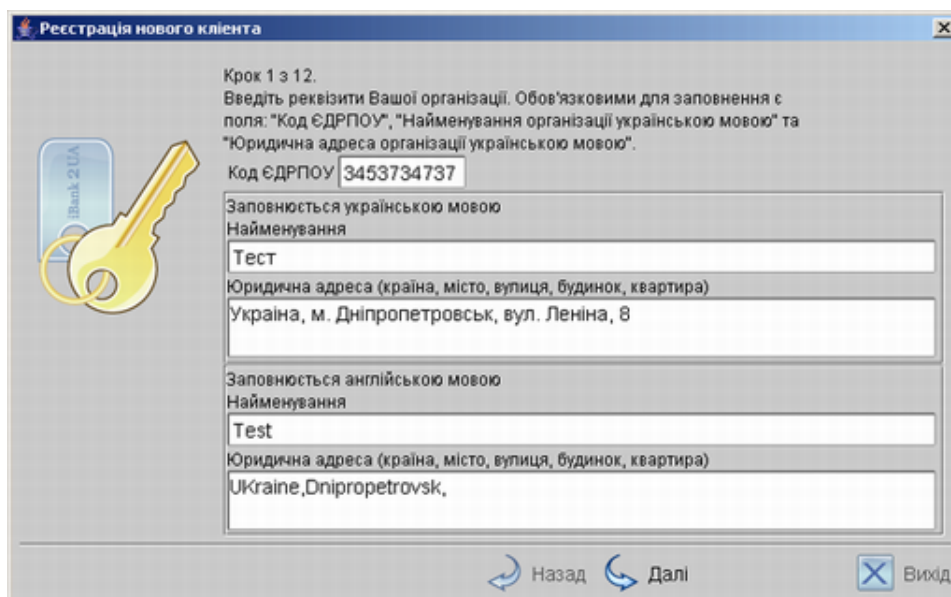 Реєстрація нового клієнта
Крок 1 з 12.
Введіть реквізити Вашої організації. Обов'язковими для заповнення є
поля: "Код ЄДРПОУ", "Найменування організації українською мовою" та
"Юридична адреса організації українською мовою".
Код ЄДРПОУ 3453734737
iBank 2 UA
Заповнюється українською мовою
Найменування
Тест
Юридична адреса (країна, місто, вулиця, будинок, квартира)
Україна, м. Дніпропетровськ, вул. Леніна, 8
Заповнюється англійською мовою
Найменування
Test
Юридична адреса (країна, місто, вулиця, будинок, квартира)
UKraine,Dnipropetrovsk,
Назад Далі Вихід